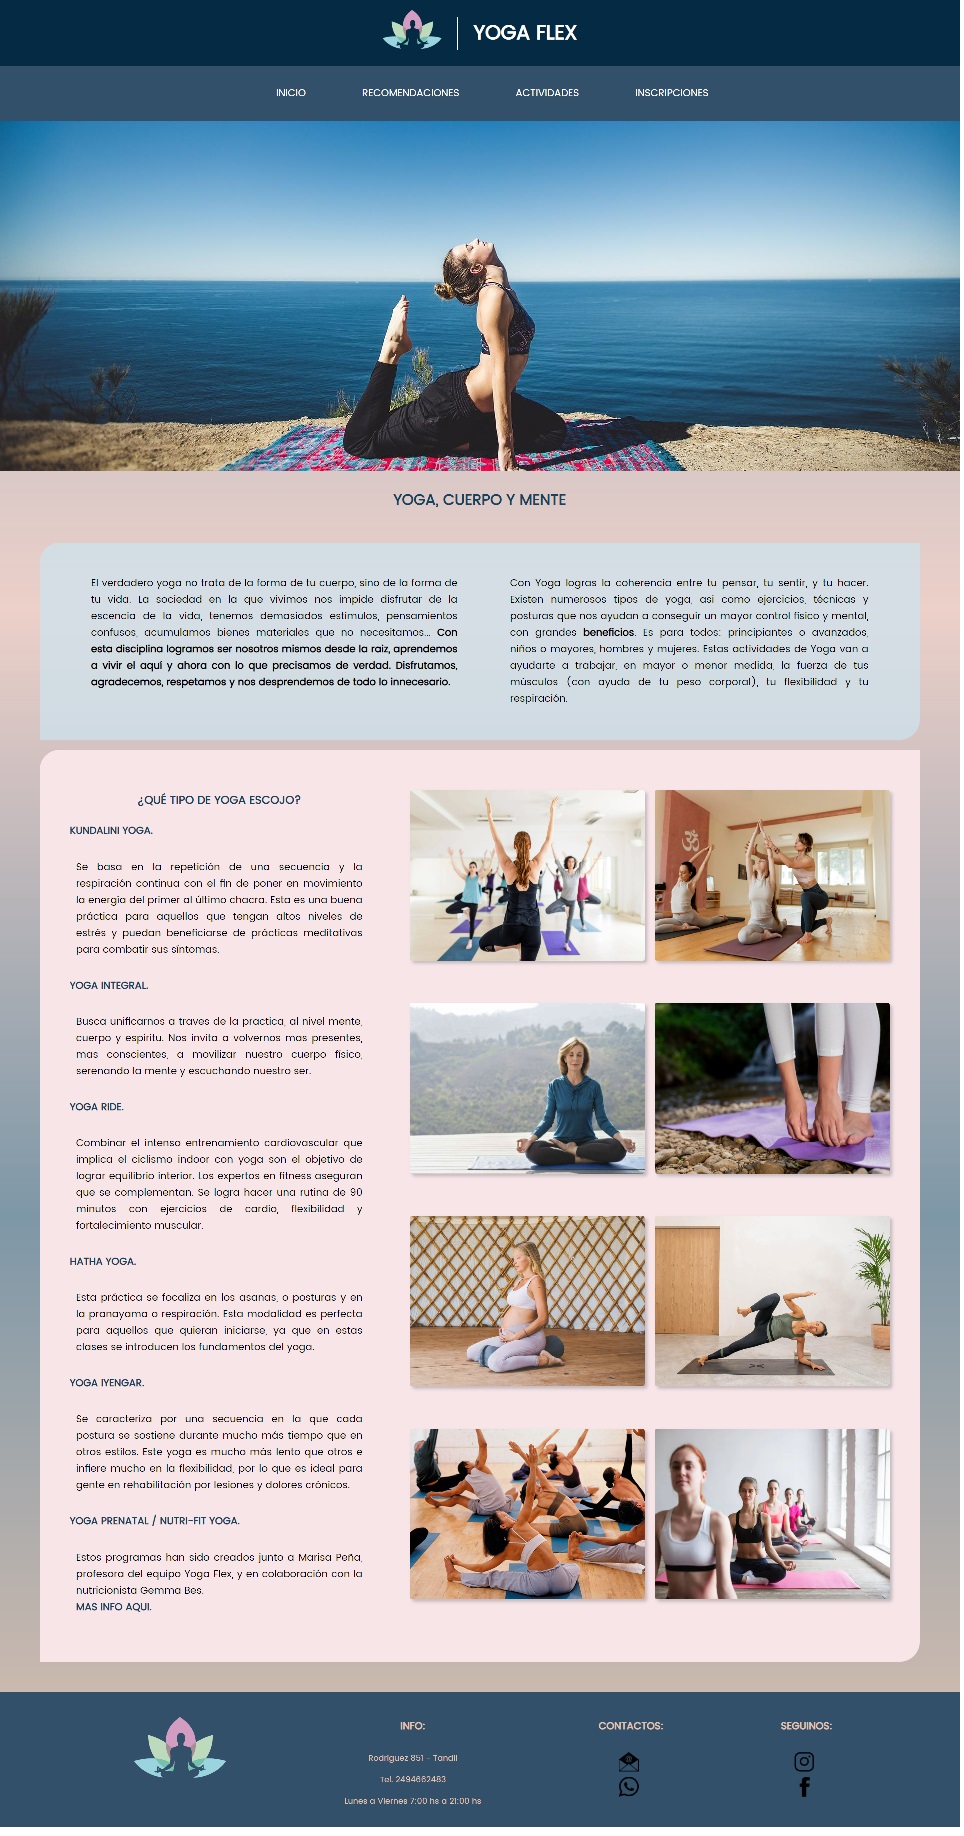 YOGA FLEX
INICIO RECOMENDACIONES ACTIVIDADES INSCRIPCIONES
YOGA, CUERPO Y MENTE
El verdadero yoga no trata de la forma de tu cuerpo, sino de la forma de
tu vida. La sociedad en la que vivimos nos impide disfrutar de la
escencia de la vida, tenemos demasiados estimulos, pensamientos
confusos, acumulamos bienes materiales que no necesitamos... Con
esta disciplina logramos ser nosotros mismos desde la raiz, aprendemos
a vivir el aquí y ahora con lo que precisamos de verdad. Disfrutamos,
agradecemos, respetamos y nos desprendemos de todo lo innecesario.
Con Yoga logras la coherencia entre tu pensar, tu sentir, y tu hacer.
Existen numerosos tipos de yoga, asi como ejercicios, técnicas y
posturas que nos ayudan a conseguir un mayor control físico y mental,
con grandes beneficios. Es para todos: principiantes o avanzados,
niños o mayores, hombres y mujeres. Estas actividades de Yoga van a
ayudarte a trabajar, en mayor o menor medida, la fuerza de tus
músculos (con ayuda de tu peso corporal), tu flexibilidad y tu
respiración.
¿QUÉ TIPO DE YOGA ESCOJO?
KUNDALINI YOGA.
Se basa en la repetición de una secuencia y la
respiración continua con el fin de poner en movimiento
la energía del primer al último chacra. Esta es una buena
práctica para aquellos que tengan altos niveles de
estrés y puedan beneficiarse de prácticas meditativas
para combatir sus síntomas.
YOGA INTEGRAL.
Busca unificarnos a traves de la practica, al nivel mente,
cuerpo y espiritu. Nos invita a volvernos mas presentes,
mas conscientes, a movilizar nuestro cuerpo fisico,
serenando la mente y escuchando nuestro ser.
YOGA RIDE.
Combinar el intenso entrenamiento cardiovascular que
implica el ciclismo indoor con yoga son el objetivo de
lograr equilibrio interior. Los expertos en fitness aseguran
que se complementan. Se logra hacer una rutina de 90
minutos con ejercicios de cardio, flexibilidad y
fortalecimiento muscular.
HATHA YOGA.
Esta práctica se focaliza en los asanas, o posturas y en
la pranayama o respiración. Esta modalidad es perfecta
para aquellos que quieran iniciarse, ya que en estas
clases se introducen los fundamentos del yoga.
YOGA IYENGAR.
Se caracteriza por una secuencia en la que cada
postura se sostiene durante mucho más tiempo que en
otros estilos. Este yoga es mucho más lento que otros e
infiere mucho en la flexibilidad, por lo que es ideal para
gente en rehabilitación por lesiones y dolores crónicos.
YOGA PRENATAL / NUTRI-FIT YOGA.
Estos programas han sido creados junto a Marisa Peña,
profesora del equipo Yoga Flex, y en colaboración con la
nutricionista Gemma Bes.
MAS INFO AQUI.
INFO:
Rodriguez 851 - Tandil
Tel. 2494662483
Lunes a Viernes 7:00 hs a 21:00 hs
CONTACTOS:
SEGUINOS: